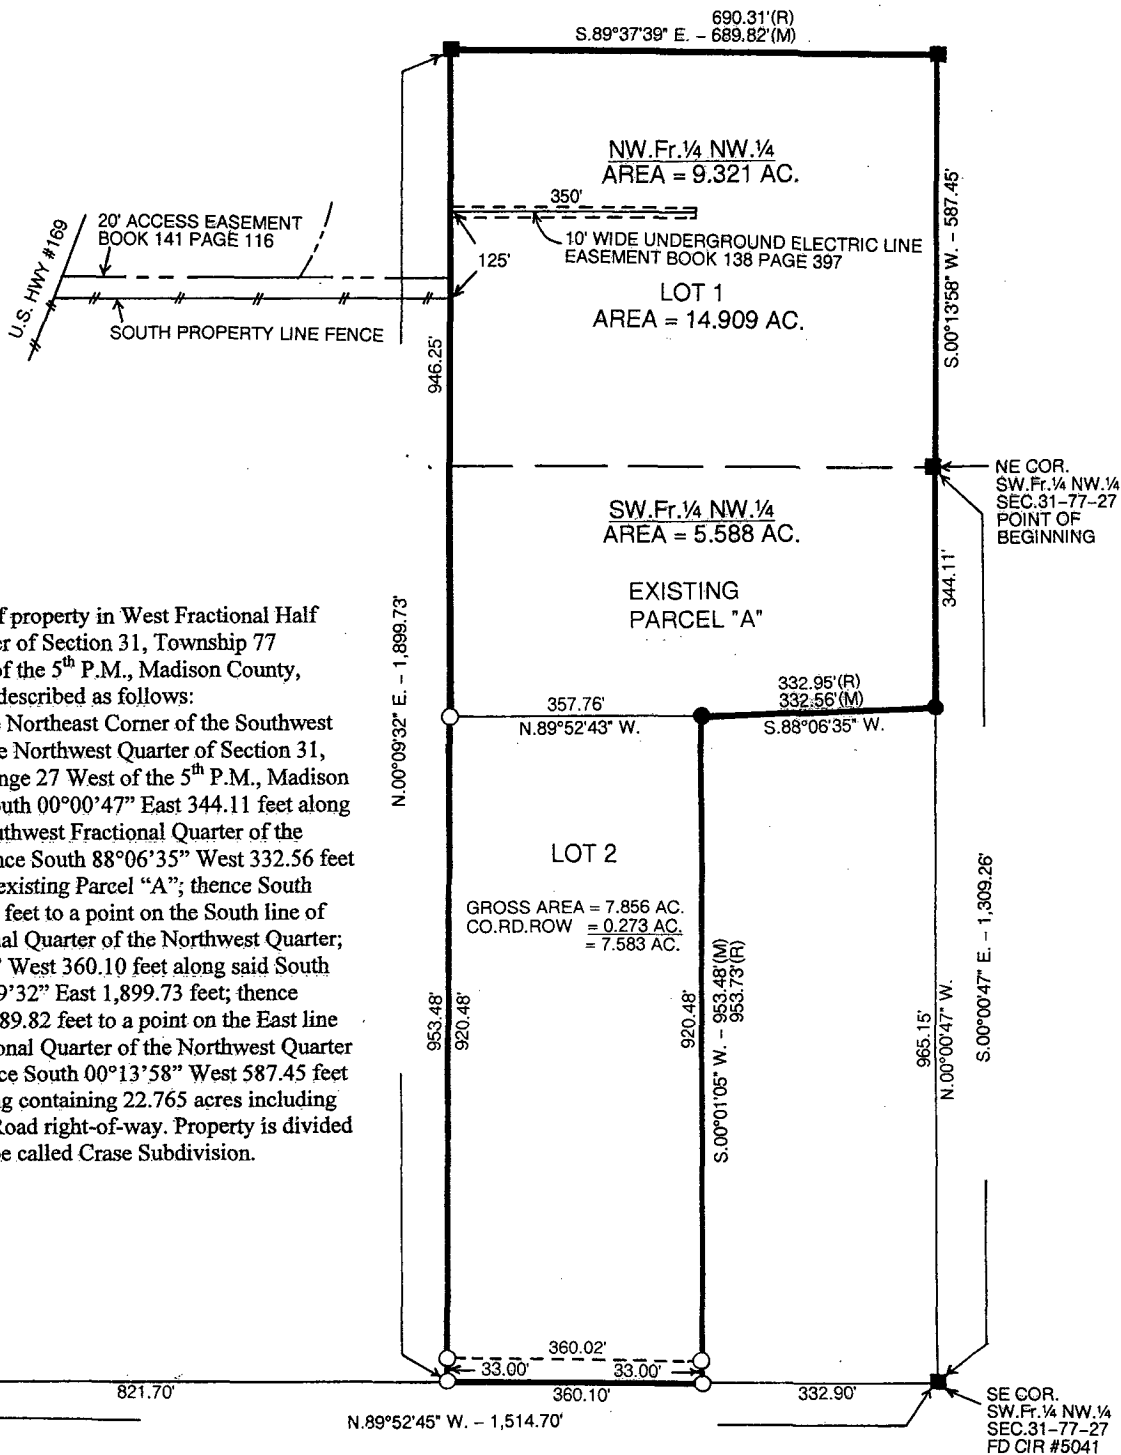 690.31'(R)
S.89°37'39" E. – 689.82'(M)
NW.Fr.¼ NW.¼
AREA = 9.321 AC.
350'
10' WIDE UNDERGROUND ELECTRIC LINE
EASEMENT BOOK 138 PAGE 397
125'
LOT 1
AREA = 14.909 AC.
S.00°13'58" W. – 587.45'
U.S. HWY #169
20' ACCESS EASEMENT
BOOK 141 PAGE 116
SOUTH PROPERTY LINE FENCE
946.25'
NE COR.
SW.Fr.¼ NW.¼
SEC.31–77–27
POINT OF
BEGINNING
SW.Fr.¼ NW.¼
AREA = 5.588 AC.
EXISTING
PARCEL "A"
344.11'
N.00°09'32" E. – 1,899.73'
357.76'
N.89°52'43" W.
332.95'(R)
332.56'(M)
S.88°06'35" W.
f property in West Fractional Half
er of Section 31, Township 77
of the 5th P.M., Madison County,
described as follows:
e Northeast Corner of the Southwest
he Northwest Quarter of Section 31,
nge 27 West of the 5th P.M., Madison
outh 00°00'47" East 344.11 feet along
uthwest Fractional Quarter of the
nce South 88°06'35" West 332.56 feet
existing Parcel "A"; thence South
feet to a point on the South line of
al Quarter of the Northwest Quarter;
" West 360.10 feet along said South
9'32" East 1,899.73 feet; thence
89.82 feet to a point on the East line
onal Quarter of the Northwest Quarter
ce South 00°13'58" West 587.45 feet
g containing 22.765 acres including
Road right-of-way. Property is divided
e called Crase Subdivision.
LOT 2
GROSS AREA = 7.856 AC.
CO.RD.ROW = 0.273 AC.
= 7.583 AC.
953.48'
920.48'
920.48'
S.00°01'05" W. – 953.48'(M)
953.73'(R)
965.15'
N.00°00'47" W.
S.00°00'47" E. – 1,309.26'
360.02'
33.00'
33.00'
821.70'
360.10'
332.90'
N.89°52'45" W. – 1,514.70'
SE COR.
SW.Fr.¼ NW.¼
SEC.31–77–27
FD CIR #5041